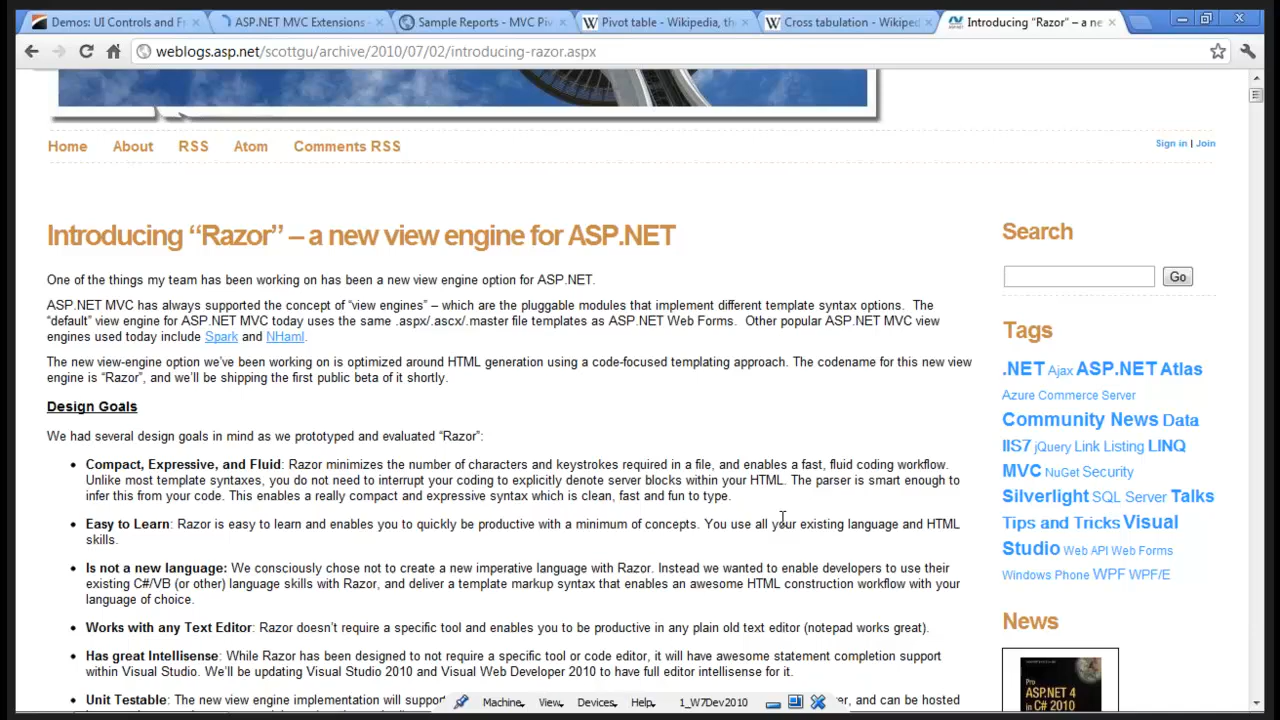 Demos: UI Controls and Fr
ASP.NET MVC Extensions -
Sample Reports - MVC Piv
Pivot table - Wikipedia, the
Cross tabulation - Wikiped
Introducing “Razor” – a ne
weblogs.asp.net/scottgu/archive/2010/07/02/introducing-razor.aspx
Home About RSS Atom Comments RSS
Sign in | Join
Introducing “Razor” – a new view engine for ASP.NET
One of the things my team has been working on has been a new view engine option for ASP.NET.
ASP.NET MVC has always supported the concept of “view engines” – which are the pluggable modules that implement different template syntax options. The
“default” view engine for ASP.NET MVC today uses the same .aspx/.ascx/.master file templates as ASP.NET Web Forms. Other popular ASP.NET MVC view
engines used today include Spark and NHaml.
The new view-engine option we’ve been working on is optimized around HTML generation using a code-focused templating approach. The codename for this new view
engine is “Razor”, and we’ll be shipping the first public beta of it shortly.
Design Goals
We had several design goals in mind as we prototyped and evaluated “Razor”:
• Compact, Expressive, and Fluid: Razor minimizes the number of characters and keystrokes required in a file, and enables a fast, fluid coding workflow.
Unlike most template syntaxes, you do not need to interrupt your coding to explicitly denote server blocks within your HTML. The parser is smart enough to
infer this from your code. This enables a really compact and expressive syntax which is clean, fast and fun to type.
• Easy to Learn: Razor is easy to learn and enables you to quickly be productive with a minimum of concepts. You use all your existing language and HTML
skills.
• Is not a new language: We consciously chose not to create a new imperative language with Razor. Instead we wanted to enable developers to use their
existing C#/VB (or other) language skills with Razor, and deliver a template markup syntax that enables an awesome HTML construction workflow with your
language of choice.
• Works with any Text Editor: Razor doesn’t require a specific tool and enables you to be productive in any plain old text editor (notepad works great).
• Has great Intellisense: While Razor has been designed to not require a specific tool or code editor, it will have awesome statement completion support
within Visual Studio. We’ll be updating Visual Studio 2010 and Visual Web Developer 2010 to have full editor intellisense for it.
• Unit Testable: The new view engine implementation will suppor
er, and can be hosted
Search
Go
Tags
.NET Ajax ASP.NET Atlas
Azure Commerce Server
Community News Data
IIS7 jQuery Link Listing LINQ
MVC NuGet Security
Silverlight SQL Server Talks
Tips and Tricks Visual
Studio Web API Web Forms
Windows Phone WPF WPF/E
News
Pro
ASP.NET 4
in C# 2010
Machine View Devices Help 1_W7Dev2010